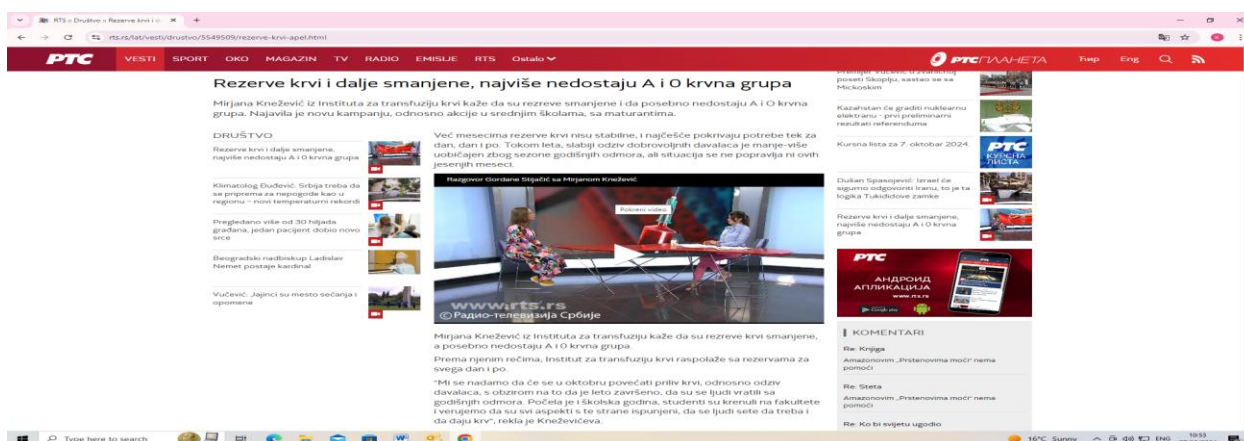 RTS :: Društvo :: Rezerve krvi i d
rts.rs/lat/vesti/drustvo/5549509/rezerve-krvi-apel.html
РТС VESTI SPORT OKO MAGAZIN TV RADIO EMISIJE RTS Ostalo РТСПЛАНЕТА Ћир Eng
Rezerve krvi i dalje smanjene, najviše nedostaju A i O krvna grupa
Mirjana Knežević iz Instituta za transfuziju krvi kaže da su rezreve smanjene i da posebno nedostaju A i O krvna
grupa. Najavila je novu kampanju, odnosno akcije u srednjim školama, sa maturantima.
DRUŠTVO
Rezerve krvi i dalje smanjene,
najviše nedostaju A i O krvna grupa
Klimatolog Đuđević: Srbija treba da
se priprema za nepogode kao u
regionu – novi temperaturni rekordi
Pregledano više od 30 hiljada
građana, jedan pacijent dobio novo
srce
Beogradski nadbiskup Ladislav
Nemet postaje kardinal
Vučević: Jajinci su mesto sećanja i
opomene
Već mesecima rezerve krvi nisu stabilne, i najčešće pokrivaju potrebe tek za
dan, dan i po. Tokom leta, slabiji odziv dobrovoljnih davalaca je manje-više
uobičajen zbog sezone godišnjih odmora, ali situacija se ne popravlja ni ovih
jesenjih meseci.
Razgovor Gordane Stijačić sa Mirjanom Knežević
Pokreni video
www.rts.rs
© Радио-телевизија Србије
Mirjana Knežević iz Instituta za transfuziju kaže da su rezreve krvi smanjene,
a posebno nedostaju A i O krvna grupa.
Prema njenim rečima, Institut za transfuziju krvi raspolaže sa rezervama za
svega dan i po.
"Mi se nadamo da će se u oktobru povećati priliv krvi, odnosno odziv
davalaca, s obzirom na to da je leto završeno, da su se ljudi vratili sa
godišnjih odmora. Počela je i školska godina, studenti su krenuli na fakultete
i verujemo da su svi aspekti s te strane ispunjeni, da se ljudi sete da treba i
da daju krv", rekla je Kneževićeva.
Premijer Vučević u zvaničnoj
poseti Skoplju, sastao se sa
Mickoskim
Kazahstan će graditi nuklearnu
elektranu - prvi preliminarni
rezultati referenduma
Kursna lista za 7. oktobar 2024.
РТС
КУРСНА
ЛИСТА
Dušan Spasojević: Izrael će
sigurno odgovoriti Iranu, to je ta
logika Tukididove zamke
Rezerve krvi i dalje smanjene,
najviše nedostaju A i O krvna
grupa
РТС
АНДРОИД
АПЛИКАЦИЈА
www.rts.rs
Google play
KOMENTARI
Re: Knjiga
Amazonovim „Prstenovima moći" nema
pomoći
Re: Steta
Amazonovim „Prstenovima moći" nema
pomoći
Re: Ko bi svijetu ugodio
Type here to search
16°C Sunny ENG 10:53